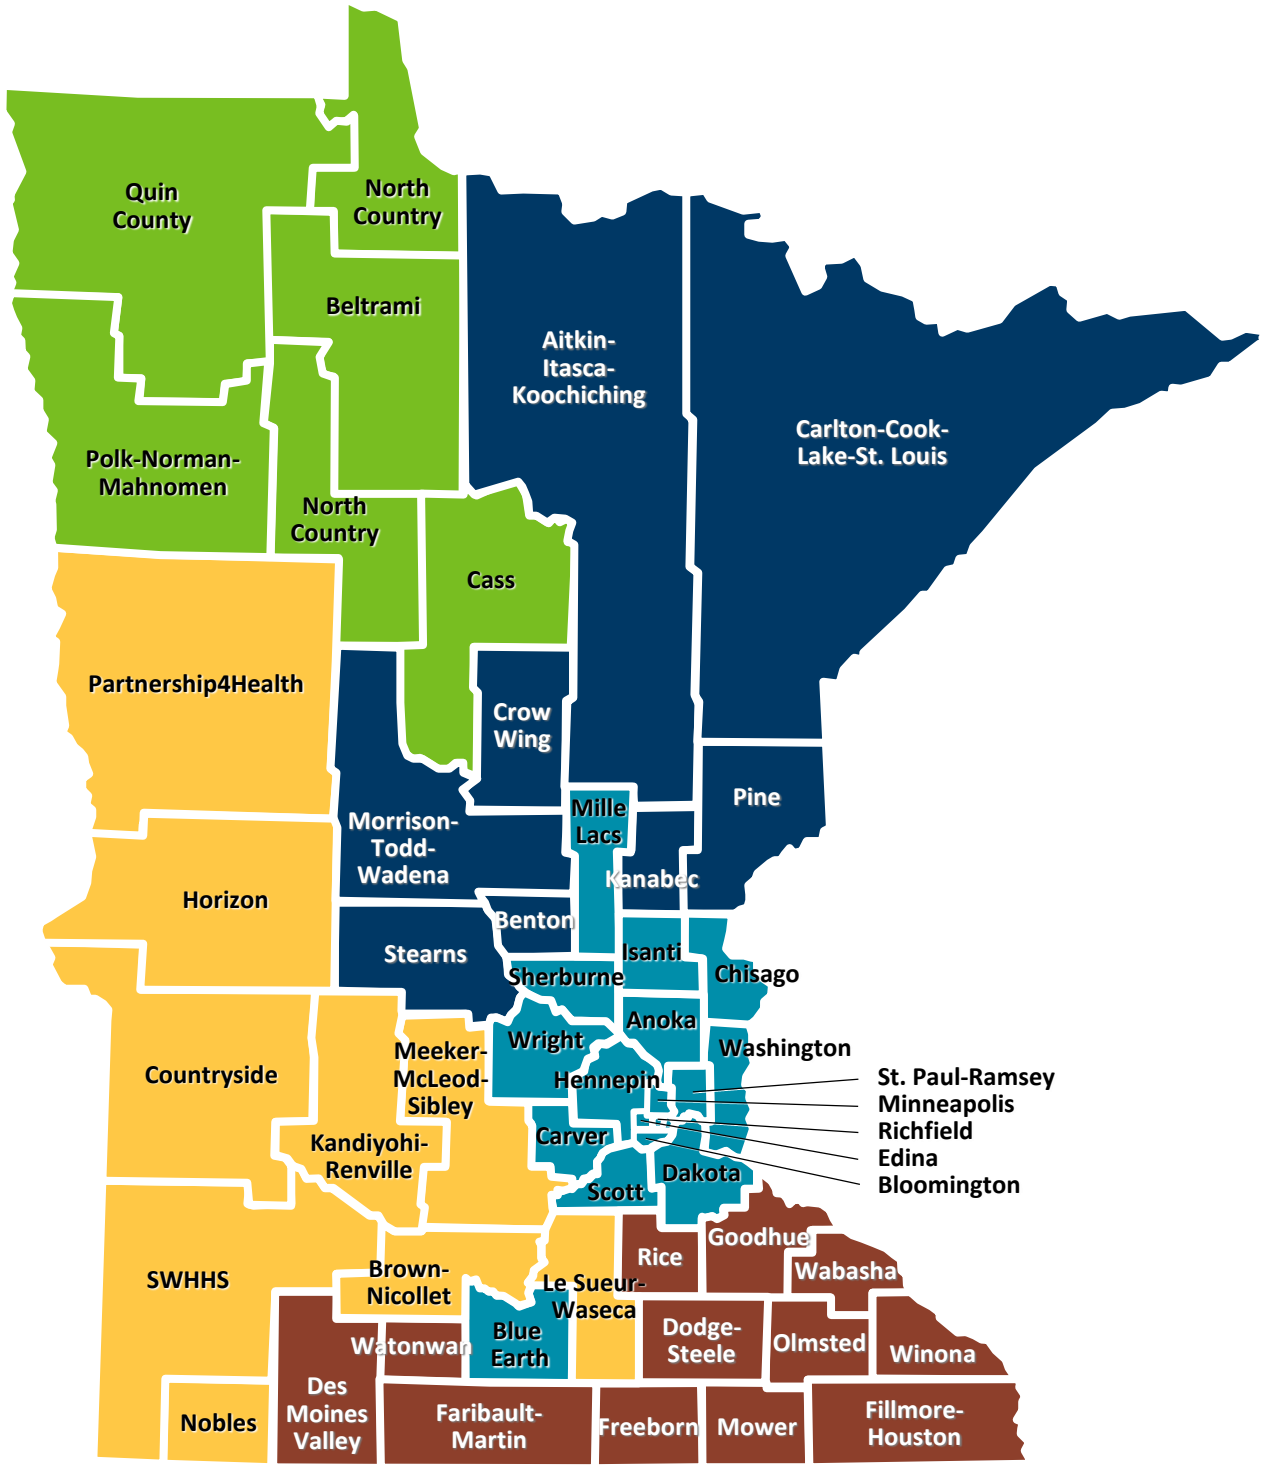 Quin
County
North
Country
Beltrami
Aitkin-
Itasca-
Koochiching
Carlton-Cook-
Lake-St. Louis
Polk-Norman-
Mahnomen
North
Country
Cass
Partnership4Health
Crow
Wing
Pine
Mille
Lacs
Morrison-
Todd-
Wadena
Kanabec
Horizon
Benton
Stearns
Isanti
Sherburne
Chisago
Anoka
Wright
Washington
Meeker-
McLeod-
Sibley
Hennepin
Countryside
St. Paul-Ramsey
Minneapolis
Richfield
Edina
Bloomington
Carver
Kandiyohi-
Renville
Dakota
Scott
Goodhue
Rice
Wabasha
SWHHS
Brown-
Nicollet
Le Sueur-
Waseca
Blue
Earth
Watonwan
Dodge-
Steele
Olmsted
Winona
Des
Moines
Valley
Nobles
Faribault-
Martin
Freeborn
Mower
Fillmore-
Houston